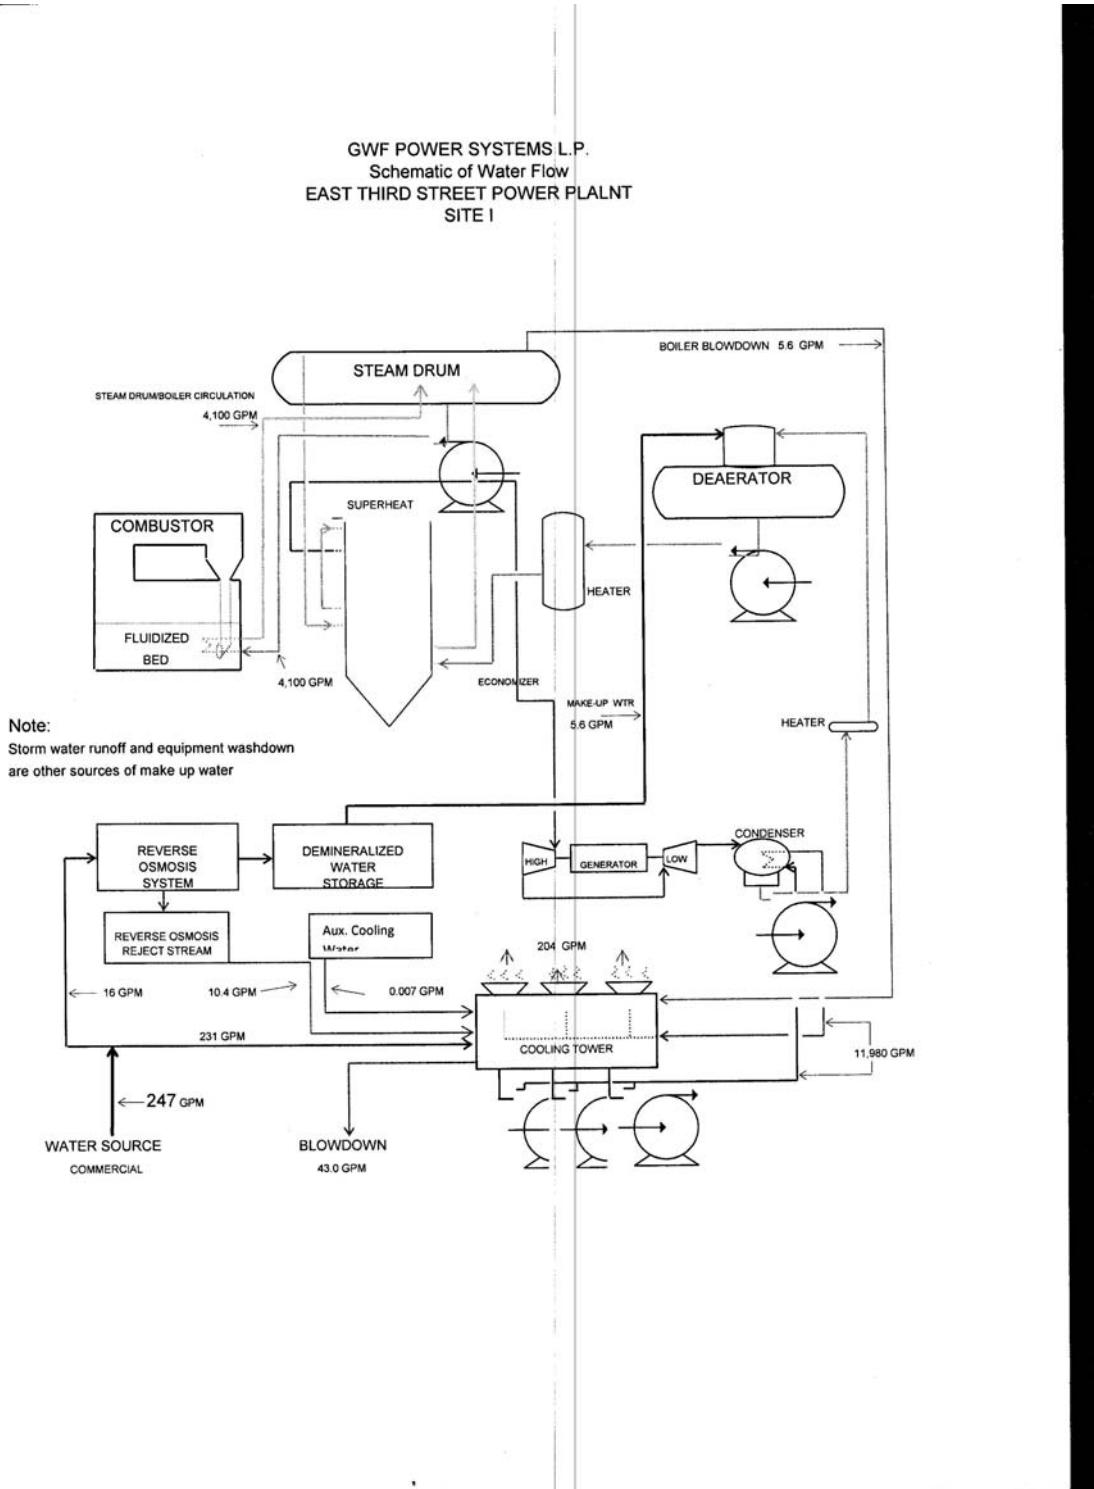 GWF POWER SYSTEMS L.P.
Schematic of Water Flow
EAST THIRD STREET POWER PLALNT
SITE I
BOILER BLOWDOWN 5.6 GPM
STEAM DRUM
STEAM DRUM/BOILER CIRCULATION
4,100 GPM
DEAERATOR
SUPERHEAT
COMBUSTOR
HEATER
FLUIDIZED
BED
4,100 GPM
ECONOMIZER
MAKE-UP WTR
5.6 GPM
HEATER
Note:
Storm water runoff and equipment washdown
are other sources of make up water
REVERSE
OSMOSIS
SYSTEM
DEMINERALIZED
WATER
STORAGE
CONDENSER
HIGH
GENERATOR
LOW
REVERSE OSMOSIS
REJECT STREAM
Aux. Cooling
Water
204 GPM
16 GPM
10.4 GPM
0.007 GPM
231 GPM
COOLING TOWER
11,980 GPM
247 GPM
WATER SOURCE
COMMERCIAL
BLOWDOWN
43.0 GPM